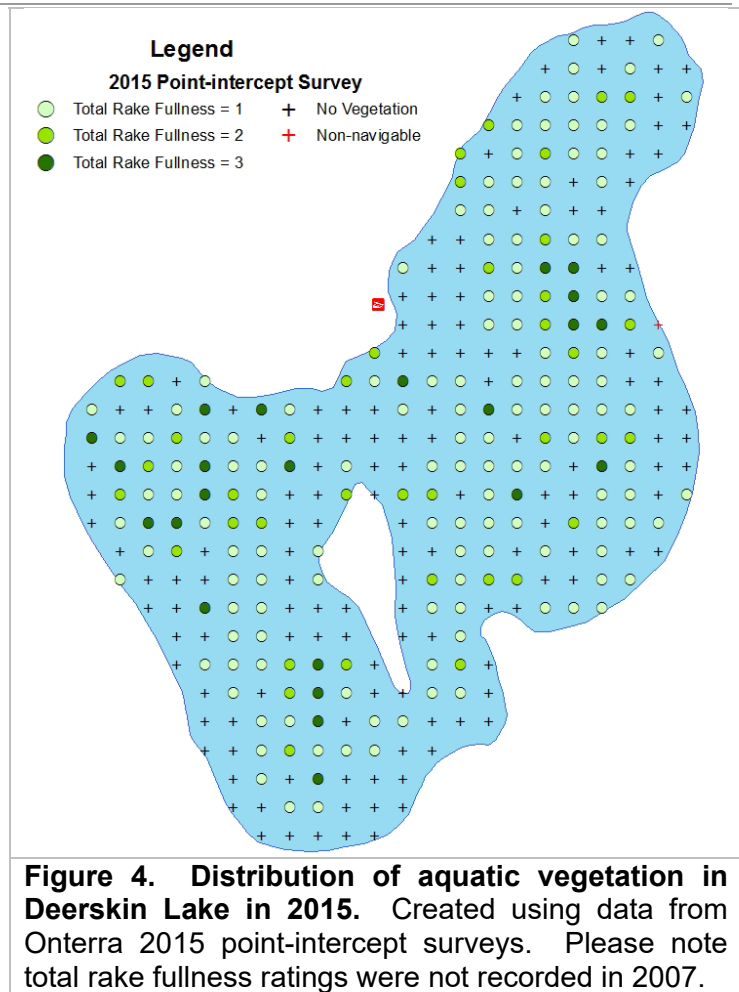 Legend
2015 Point-intercept Survey
Total Rake Fullness = 1
Total Rake Fullness = 2
Total Rake Fullness = 3
No Vegetation
Non-navigable
Figure 4. Distribution of aquatic vegetation in
Deerskin Lake in 2015. Created using data from
Onterra 2015 point-intercept surveys. Please note
total rake fullness ratings were not recorded in 2007.